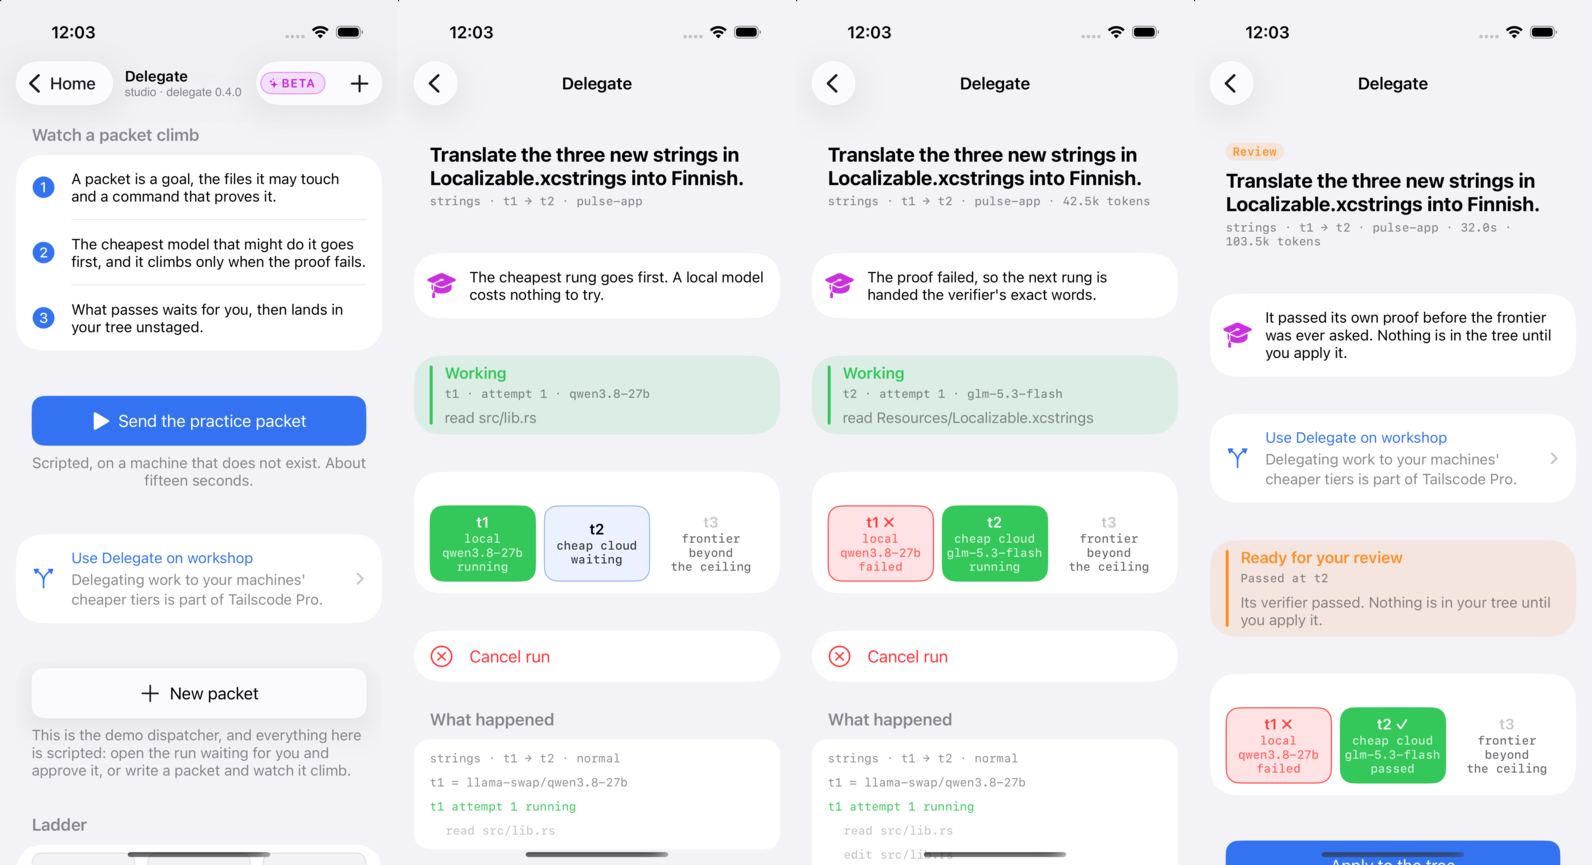 12:03
Home
Delegate
studio · delegate 0.4.0
BETA
Watch a packet climb
1
A packet is a goal, the files it may touch
and a command that proves it.
2
The cheapest model that might do it goes
first, and it climbs only when the proof fails.
3
What passes waits for you, then lands in
your tree unstaged.
Send the practice packet
Scripted, on a machine that does not exist. About
fifteen seconds.
Use Delegate on workshop
Delegating work to your machines'
cheaper tiers is part of Tailscode Pro.
New packet
This is the demo dispatcher, and everything here
is scripted: open the run waiting for you and
approve it, or write a packet and watch it climb.
Ladder
12:03
Delegate
Translate the three new strings in
Localizable.xcstrings into Finnish.
strings · t1 → t2 · pulse-app
The cheapest rung goes first. A local model
costs nothing to try.
Working
t1 · attempt 1 · qwen3.8-27b
read src/lib.rs
t1
local
qwen3.8-27b
running
t2
cheap cloud
waiting
t3
frontier
beyond
the ceiling
Cancel run
What happened
strings · t1 → t2 · normal
t1 = llama-swap/qwen3.8-27b
t1 attempt 1 running
read src/lib.rs
12:03
Delegate
Translate the three new strings in
Localizable.xcstrings into Finnish.
strings · t1 → t2 · pulse-app · 42.5k tokens
The proof failed, so the next rung is
handed the verifier's exact words.
Working
t2 · attempt 1 · glm-5.3-flash
read Resources/Localizable.xcstrings
t1 ✕
local
qwen3.8-27b
failed
t2
cheap cloud
glm-5.3-flash
running
t3
frontier
beyond
the ceiling
Cancel run
What happened
strings · t1 → t2 · normal
t1 = llama-swap/qwen3.8-27b
t1 attempt 1 running
read src/lib.rs
edit src/lib.rs
12:03
Delegate
Review
Translate the three new strings in
Localizable.xcstrings into Finnish.
strings · t1 → t2 · pulse-app · 32.0s ·
103.5k tokens
It passed its own proof before the frontier
was ever asked. Nothing is in the tree until
you apply it.
Use Delegate on workshop
Delegating work to your machines'
cheaper tiers is part of Tailscode Pro.
Ready for your review
Passed at t2
Its verifier passed. Nothing is in your tree until
you apply it.
t1 ✕
local
qwen3.8-27b
failed
t2 ✓
cheap cloud
glm-5.3-flash
passed
t3
frontier
beyond
the ceiling
Apply to the tree